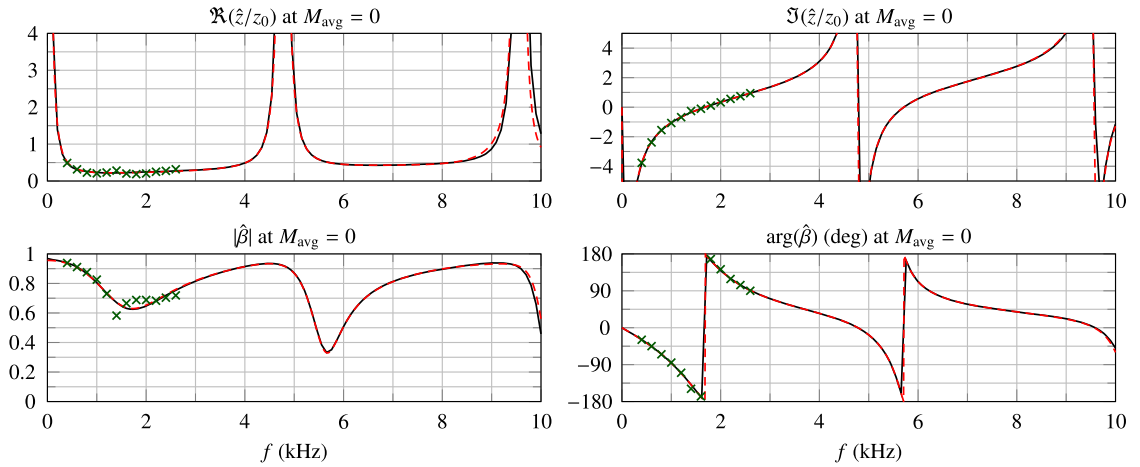 ℜ(ẑ/z₀) at M_avg = 0
4
3
2
1
0
0 2 4 6 8 10
ℑ(ẑ/z₀) at M_avg = 0
4
2
0
−2
−4
0 2 4 6 8 10
|β̂| at M_avg = 0
1
0.8
0.6
0.4
0.2
0
0 2 4 6 8 10
f (kHz)
arg(β̂) (deg) at M_avg = 0
180
90
0
−90
−180
0 2 4 6 8 10
f (kHz)